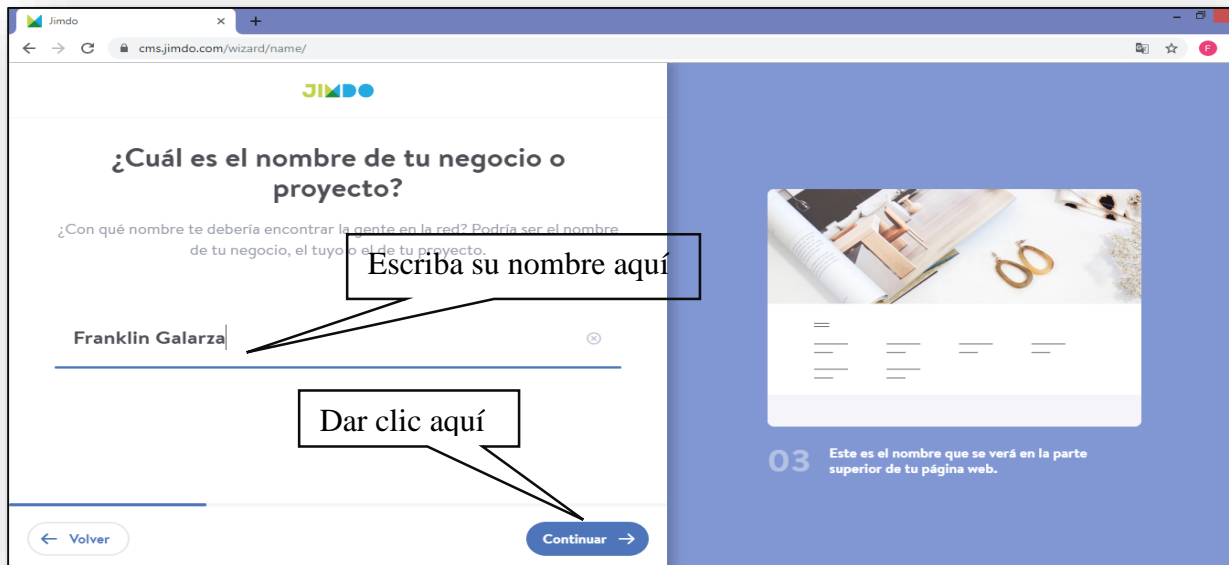 Jimdo
cms.jimdo.com/wizard/name/
F
JIMDO
¿Cuál es el nombre de tu negocio o
proyecto?
¿Con qué nombre te debería encontrar la gente en la red? Podría ser el nombre
de tu negocio, el tuyo o el de tu proyecto.
Escriba su nombre aquí
Franklin Galarza
Dar clic aquí
Volver
Continuar
03
Este es el nombre que se verá en la parte
superior de tu página web.